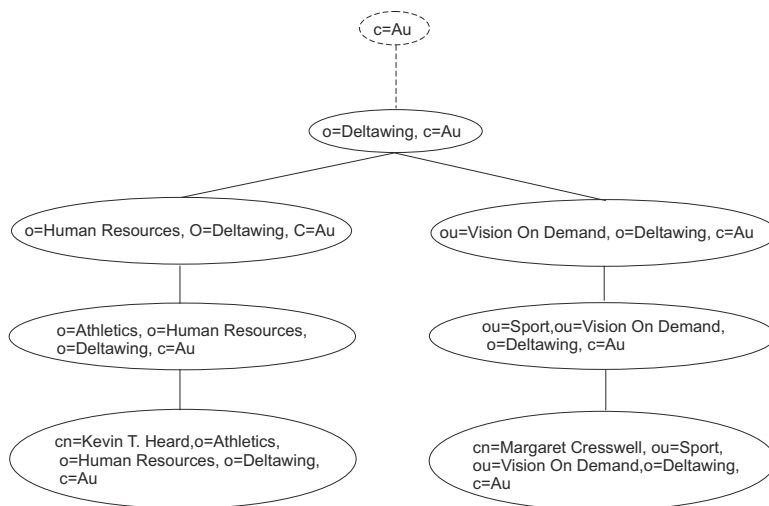 c=Au
o=Deltawing, c=Au
o=Human Resources, O=Deltawing, C=Au
ou=Vision On Demand, o=Deltawing, c=Au
o=Athletics, o=Human Resources,
o=Deltawing, c=Au
ou=Sport,ou=Vision On Demand,
o=Deltawing, c=Au
cn=Kevin T. Heard,o=Athletics,
o=Human Resources, o=Deltawing,
c=Au
cn=Margaret Cresswell, ou=Sport,
ou=Vision On Demand,o=Deltawing,
c=Au